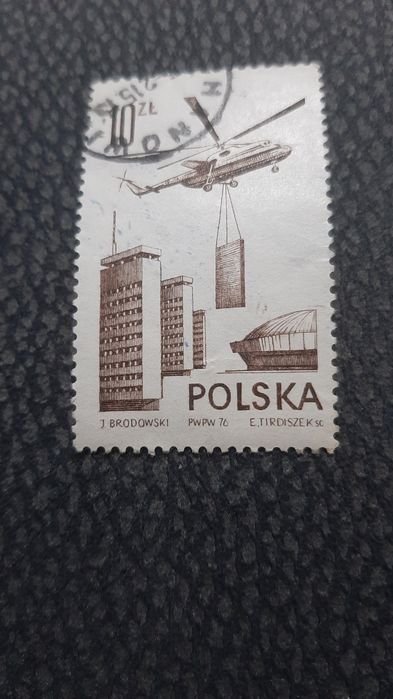 10 ZŁ
POLSKA
J. BRODOWSKI PWPW 76 E. TIRDISZEK SC